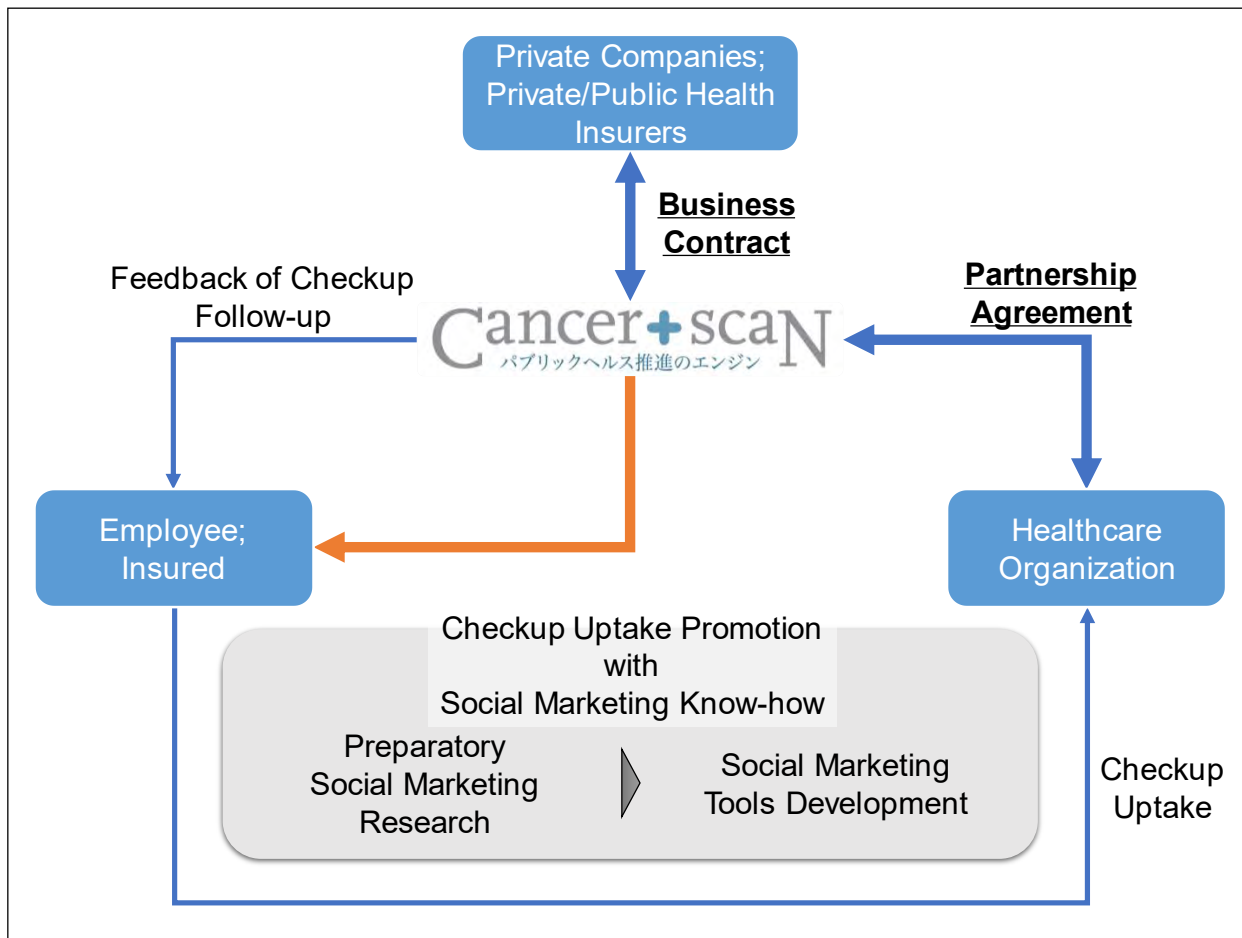 Private Companies;
Private/Public Health
Insurers
Business
Contract
Partnership
Agreement
Feedback of Checkup
Follow-up
Cancer+scaN
パブリックヘルス推進のエンジン
Employee;
Insured
Healthcare
Organization
Checkup Uptake Promotion
with
Social Marketing Know-how
Preparatory
Social Marketing
Research
Social Marketing
Tools Development
Checkup
Uptake